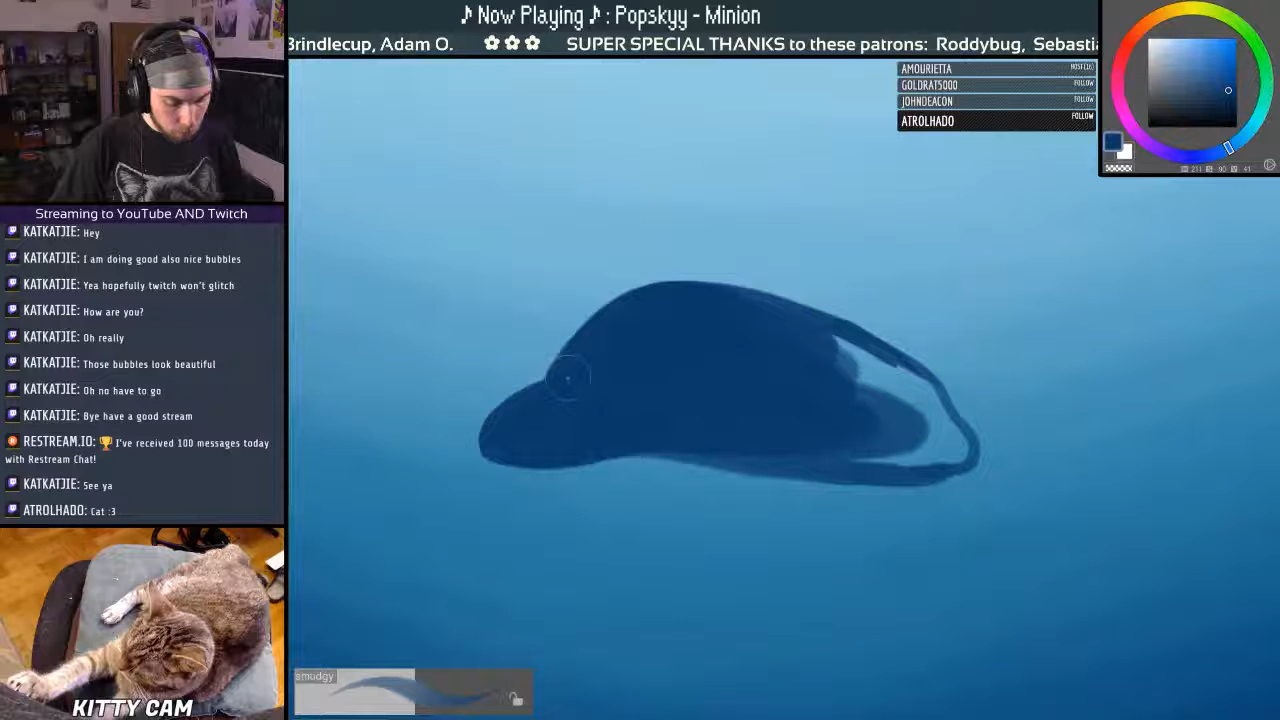 ♪ Now Playing ♪ : Popskyy - Minion
Brindlecup, Adam O. ✿ ✿ ✿ SUPER SPECIAL THANKS to these patrons: Roddybug, Sebastia
AMOURIETTA
GOLDRAT5000 FOLLOW
JOHNDEACON FOLLOW
ATROLHADO FOLLOW
Streaming to YouTube AND Twitch
KATKATJIE: Hey
KATKATJIE: I am doing good also nice bubbles
KATKATJIE: Yea hopefully twitch won't glitch
KATKATJIE: How are you?
KATKATJIE: Oh really
KATKATJIE: Those bubbles look beautiful
KATKATJIE: Oh no have to go
KATKATJIE: Bye have a good stream
RESTREAM.IO: 🏆 I've received 100 messages today
with Restream Chat!
KATKATJIE: See ya
ATROLHADO: Cat :3
KITTY CAM
smudgy